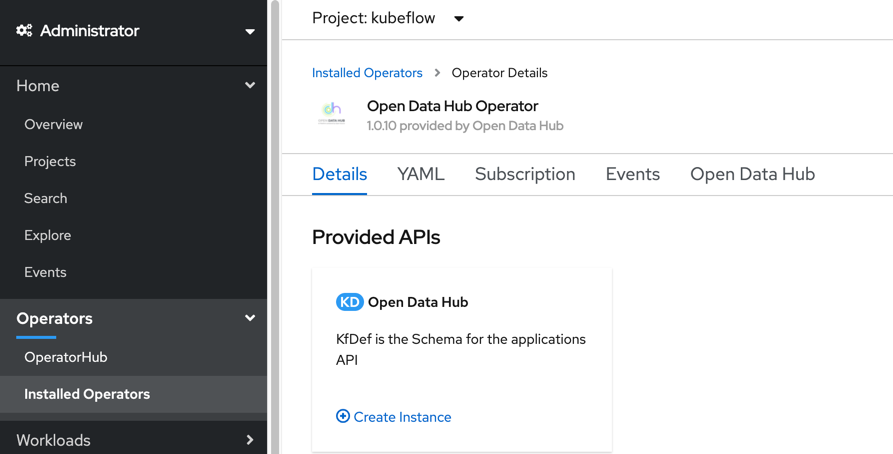 Administrator
Home
Overview
Projects
Search
Explore
Events
Operators
OperatorHub
Installed Operators
Workloads
Project: kubeflow
Installed Operators > Operator Details
Open Data Hub Operator
1.0.10 provided by Open Data Hub
Details YAML Subscription Events Open Data Hub
Provided APIs
KD Open Data Hub
KfDef is the Schema for the applications
API
Create Instance